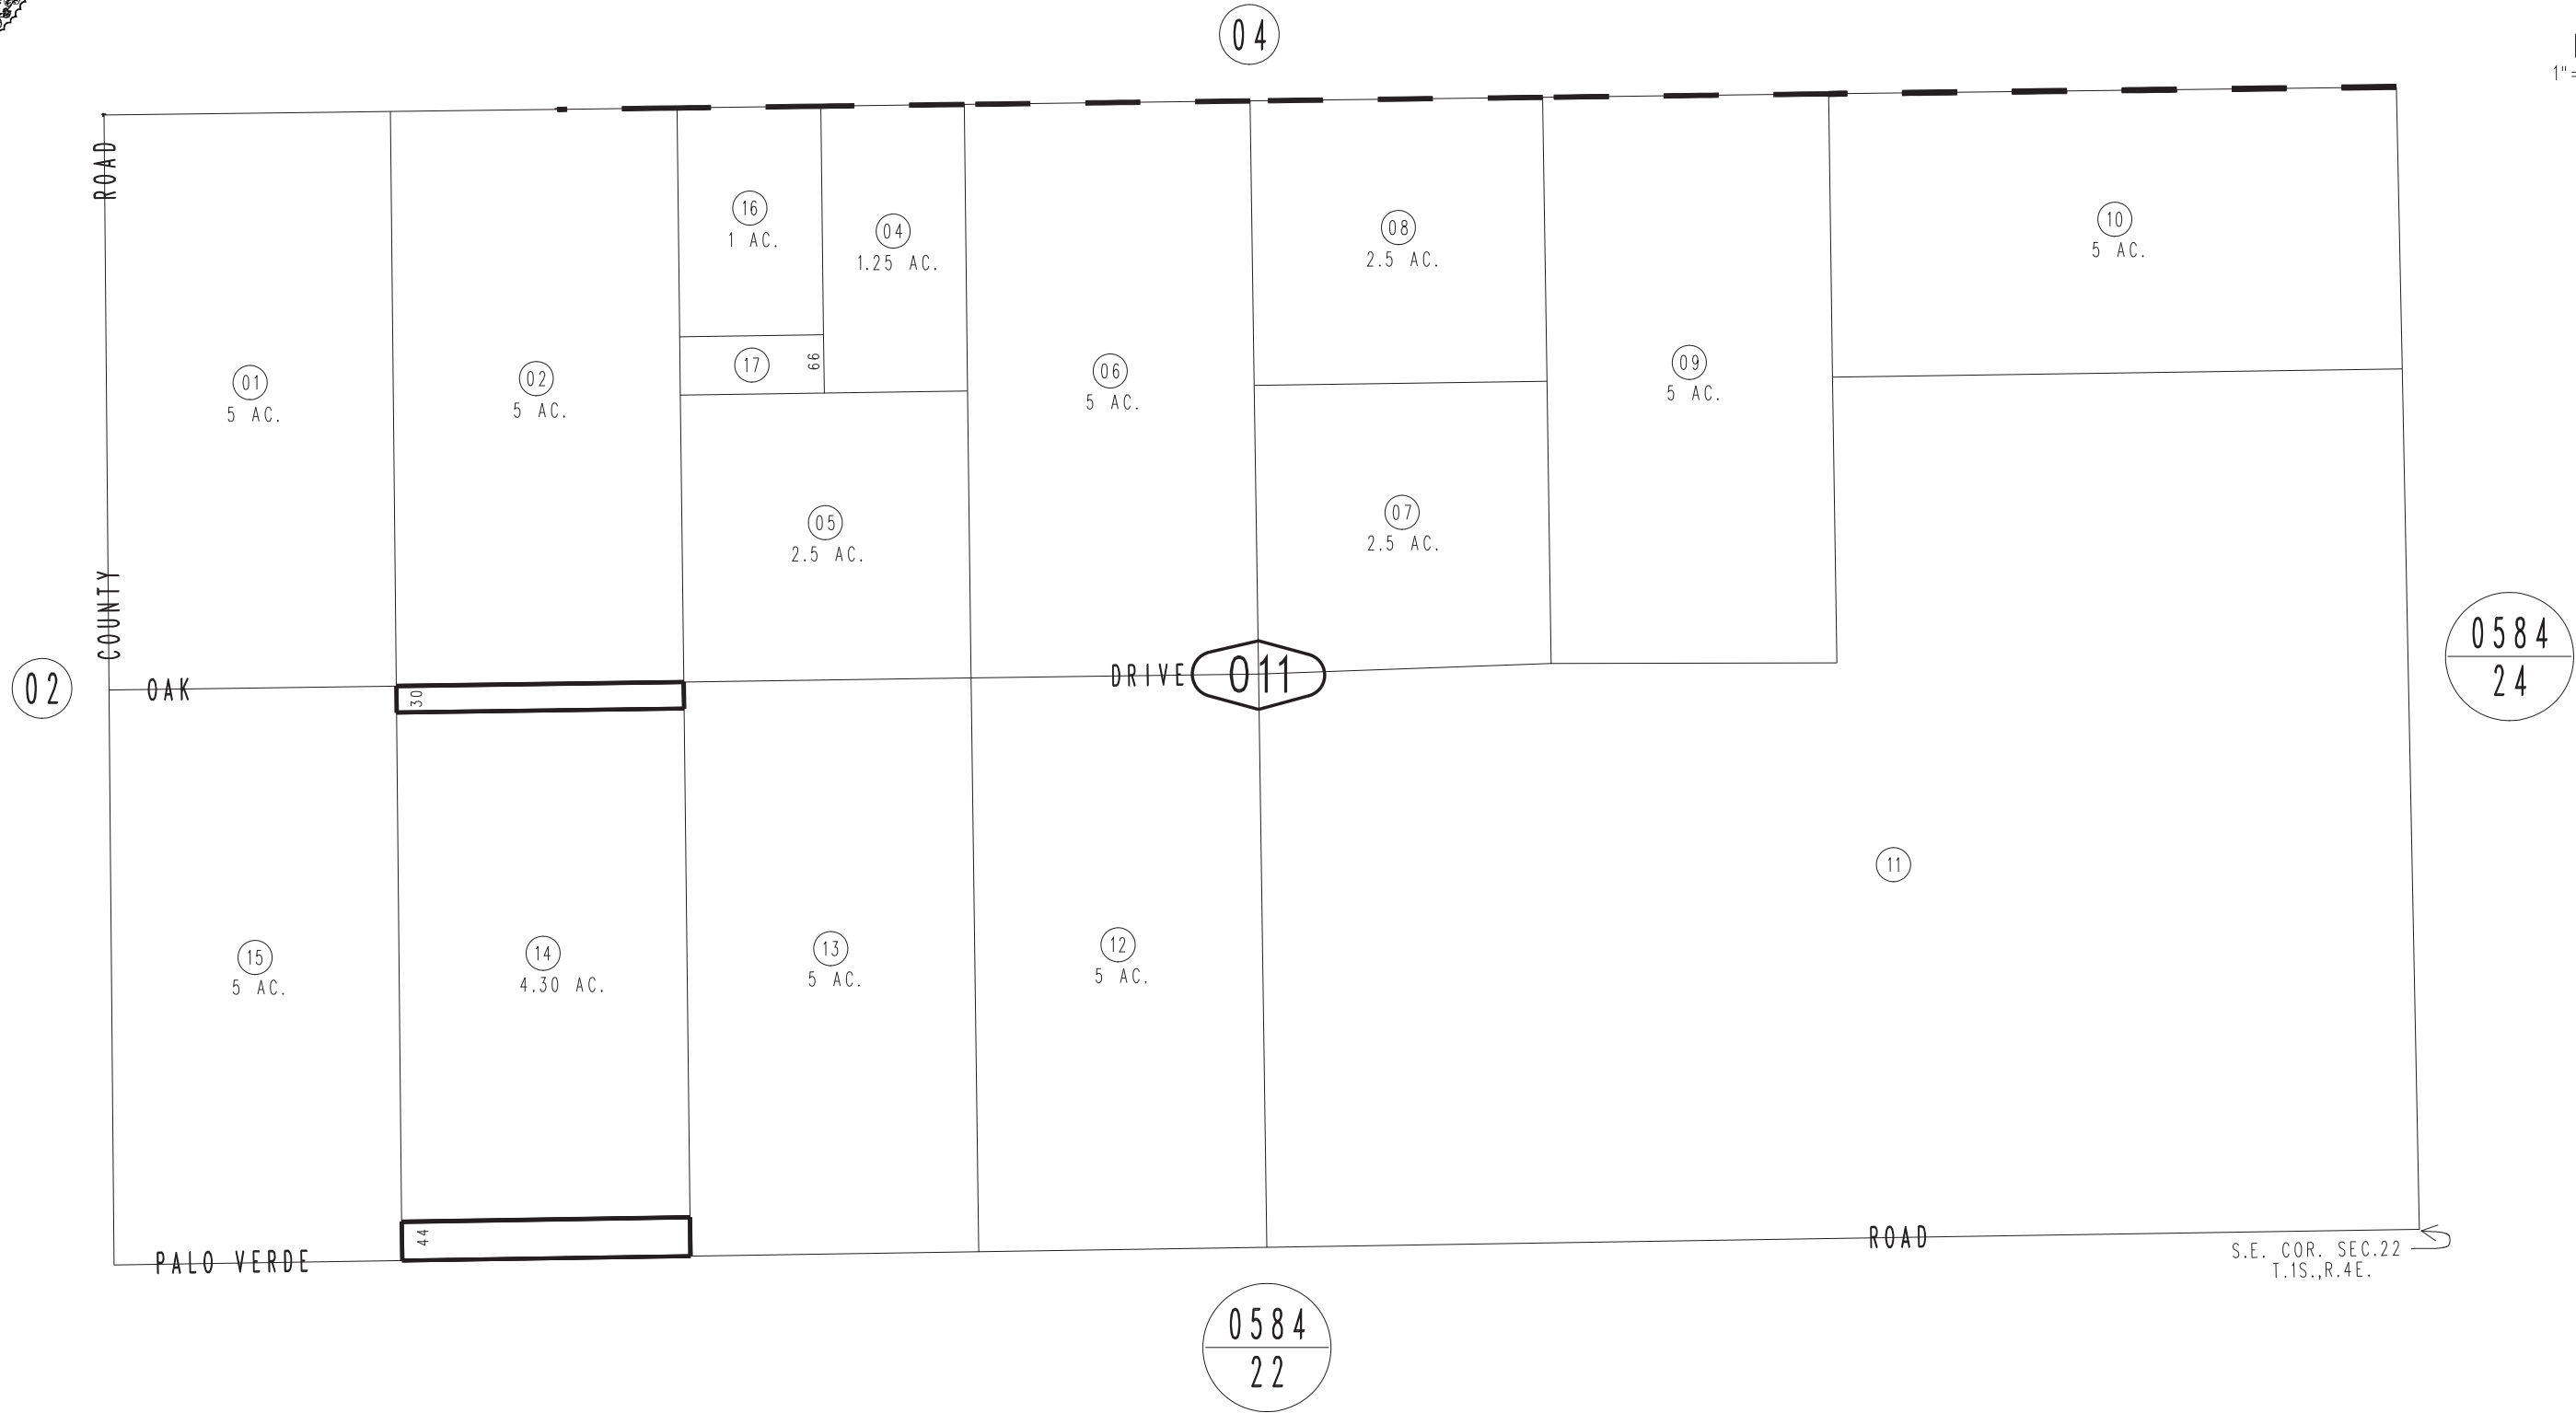 04
1"=
ROAD
16
1 AC.
04
1.25 AC.
08
2.5 AC.
10
5 AC.
01
5 AC.
02
5 AC.
17
66
06
5 AC.
09
5 AC.
05
2.5 AC.
07
2.5 AC.
COUNTY
02
OAK
30
DRIVE
011
0584
24
11
15
5 AC.
14
4.30 AC.
13
5 AC.
12
5 AC.
44
PALO VERDE
ROAD
S.E. COR. SEC.22
T.1S.,R.4E.
0584
22